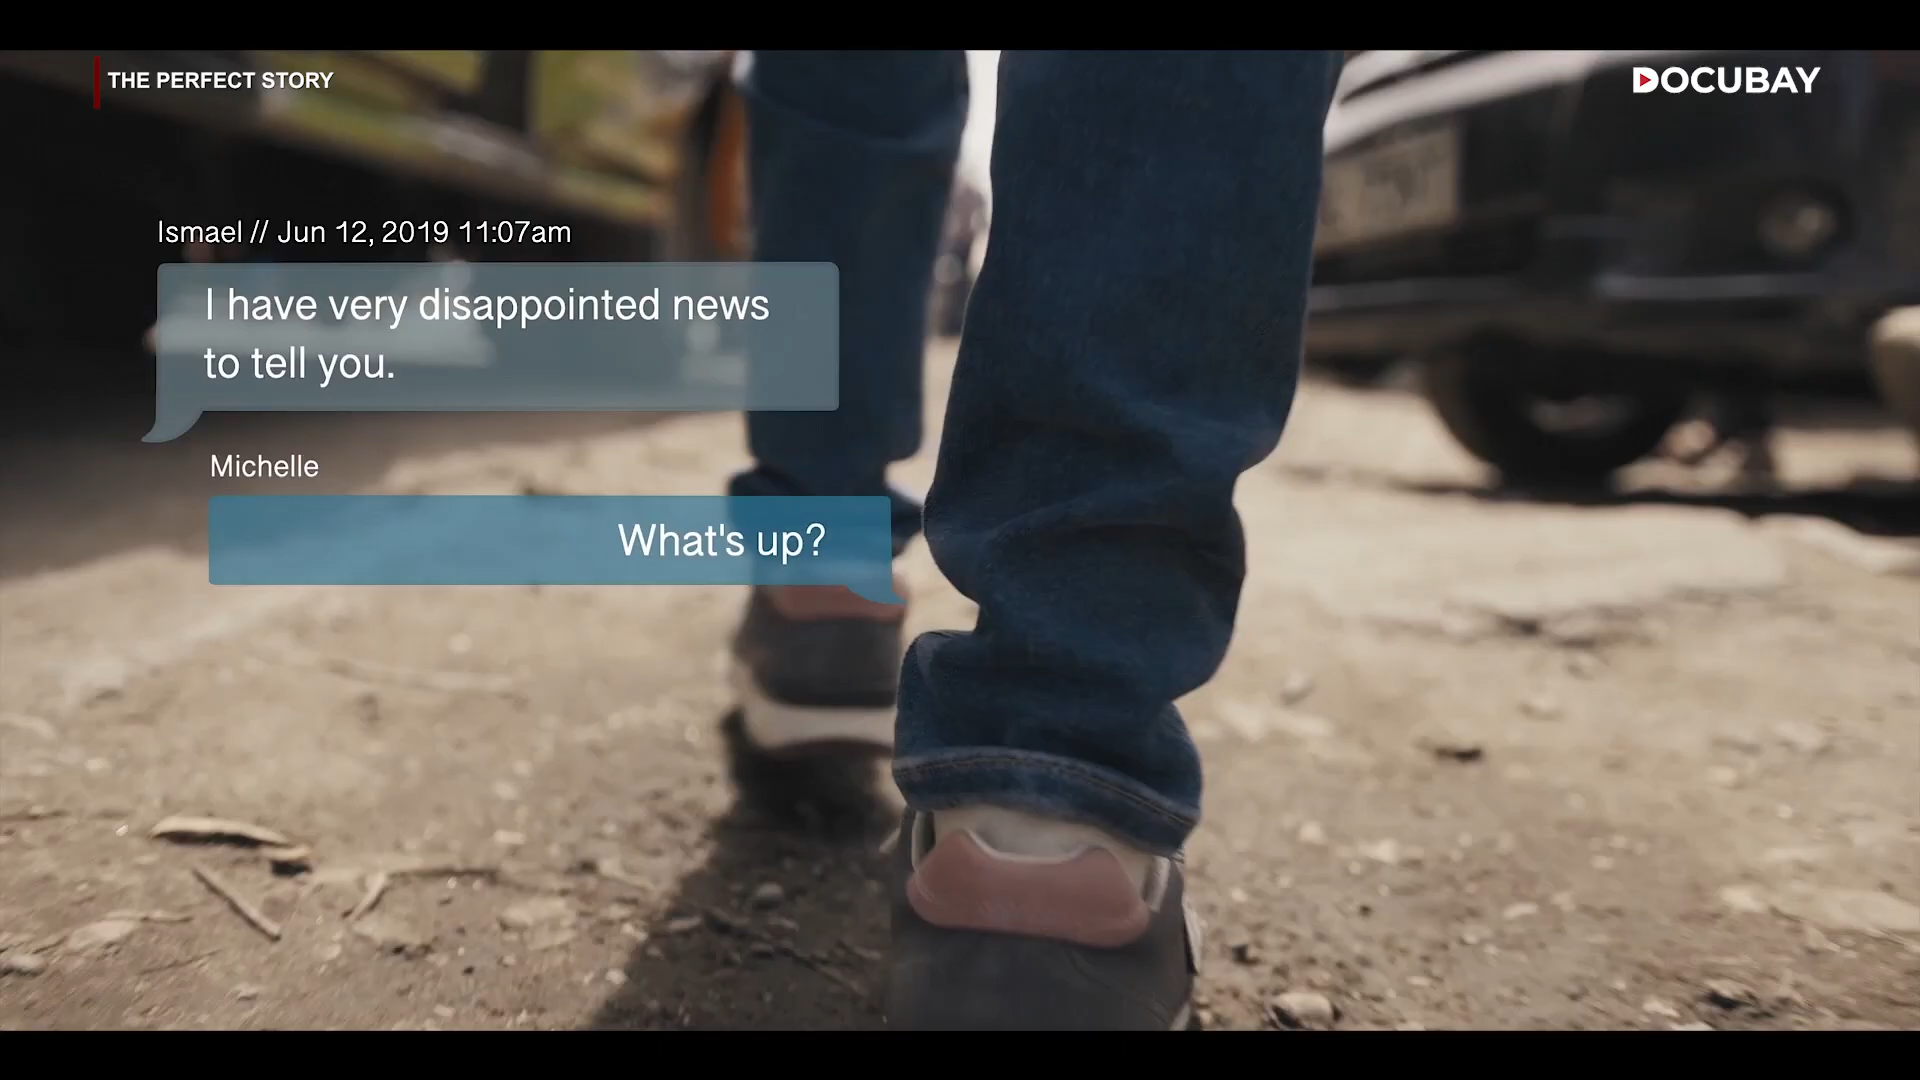 THE PERFECT STORY
DOCUBAY
Ismael // Jun 12, 2019 11:07am
I have very disappointed news
to tell you.
Michelle
What's up?